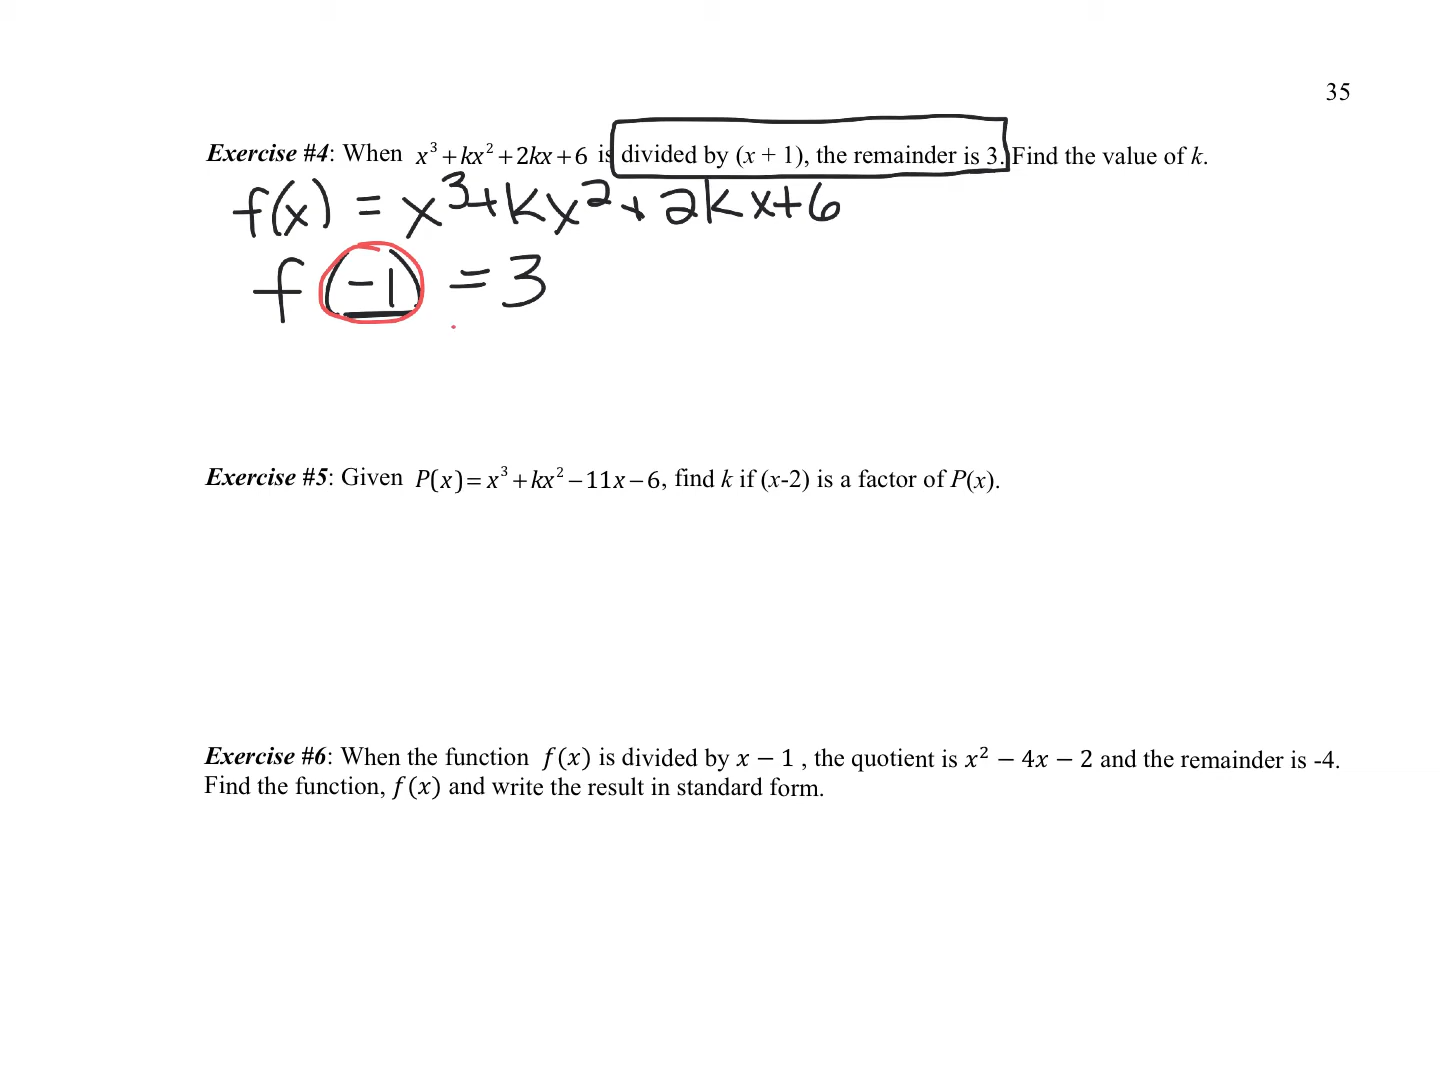 35
Exercise #4: When x³ + kx² + 2kx + 6 is divided by (x + 1), the remainder is 3. Find the value of k.
f(x) = x³ + kx² + 2kx + 6
f(-1) = 3
Exercise #5: Given P(x) = x³ + kx² − 11x − 6, find k if (x-2) is a factor of P(x).
Exercise #6: When the function f(x) is divided by x − 1 , the quotient is x² − 4x − 2 and the remainder is -4.
Find the function, f(x) and write the result in standard form.